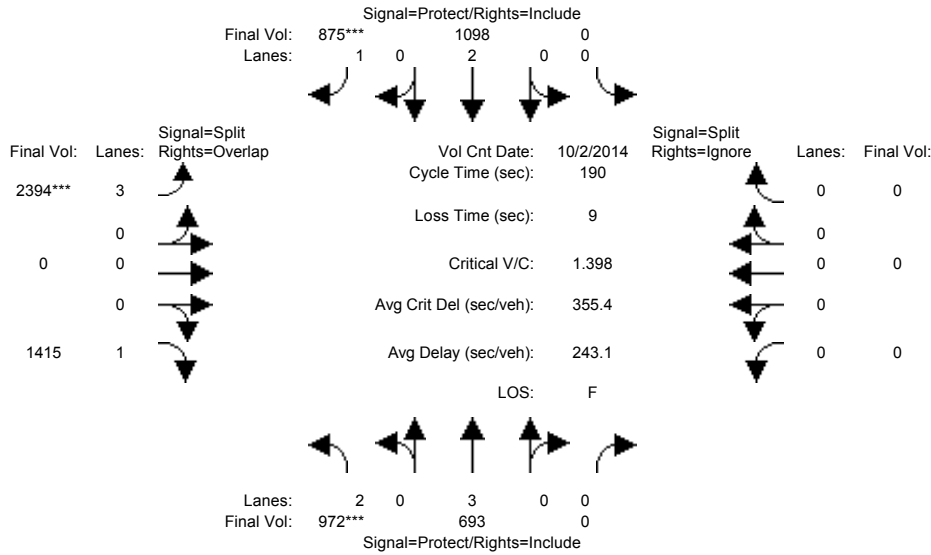 Signal=Protect/Rights=Include
Final Vol: 875*** 1098 0
Lanes: 1 0 2 0 0
Signal=Split Signal=Split
Final Vol: Lanes: Rights=Overlap Vol Cnt Date: 10/2/2014 Rights=Ignore Lanes: Final Vol:
Cycle Time (sec): 190
2394*** 3 0 0
Loss Time (sec): 9
0 0
0 0 Critical V/C: 1.398 0 0
0 Avg Crit Del (sec/veh): 355.4 0
1415 1 Avg Delay (sec/veh): 243.1 0 0
LOS: F
Lanes: 2 0 3 0 0
Final Vol: 972*** 693 0
Signal=Protect/Rights=Include